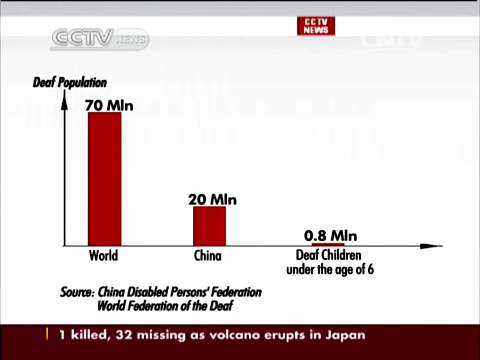 CCTV NEWS
CCTV
NEWS
CNTV
Deaf Population
70 Mln
20 Mln
0.8 Mln
World
China
Deaf Children
under the age of 6
Source: China Disabled Persons' Federation
World Federation of the Deaf
1 killed, 32 missing as volcano erupts in Japan